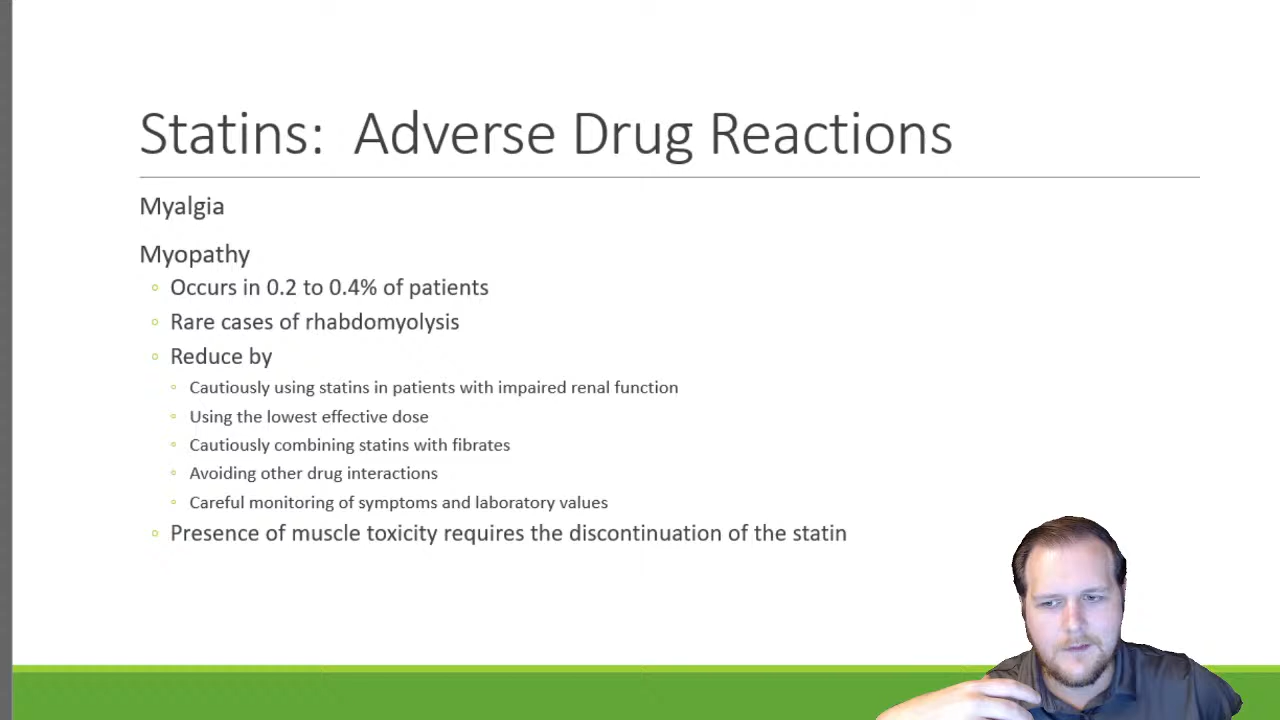 Statins:  Adverse Drug Reactions
Myalgia
Myopathy
Occurs in 0.2 to 0.4% of patients
Rare cases of rhabdomyolysis
Reduce by
Cautiously using statins in patients with impaired renal function
Using the lowest effective dose
Cautiously combining statins with fibrates
Avoiding other drug interactions
Careful monitoring of symptoms and laboratory values
Presence of muscle toxicity requires the discontinuation of the statin